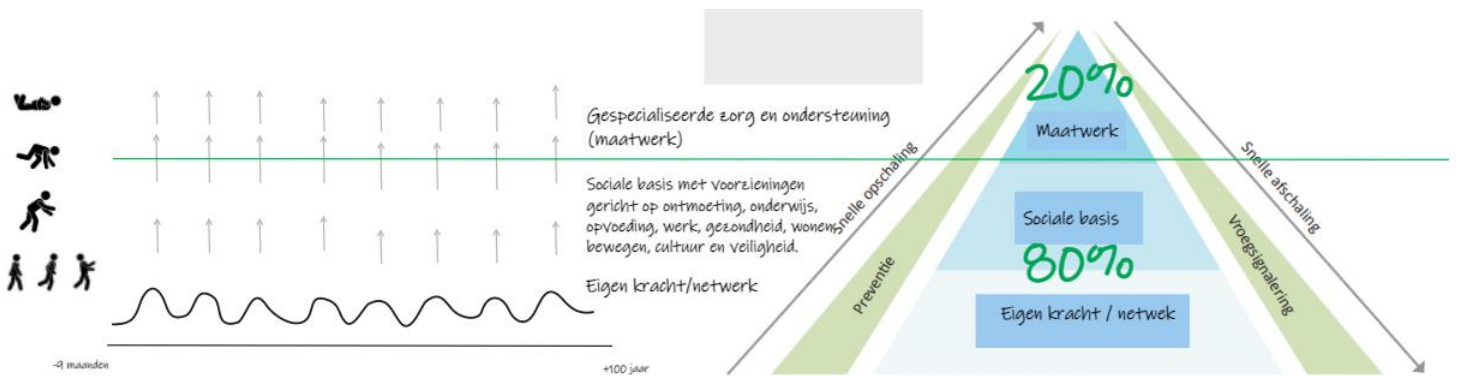 Gespecialiseerde zorg en ondersteuning
(maatwerk)
Sociale basis met voorzieningen
gericht op ontmoeting, onderwijs,
opvoeding, werk, gezondheid, wonen,
bewegen, cultuur en veiligheid.
Eigen kracht/netwerk
-9 maanden
+100 jaar
20%
Maatwerk
Sociale basis
80%
Eigen kracht / netwek
Snelle opschaling
Preventie
Snelle afschaling
Vroegsignalering